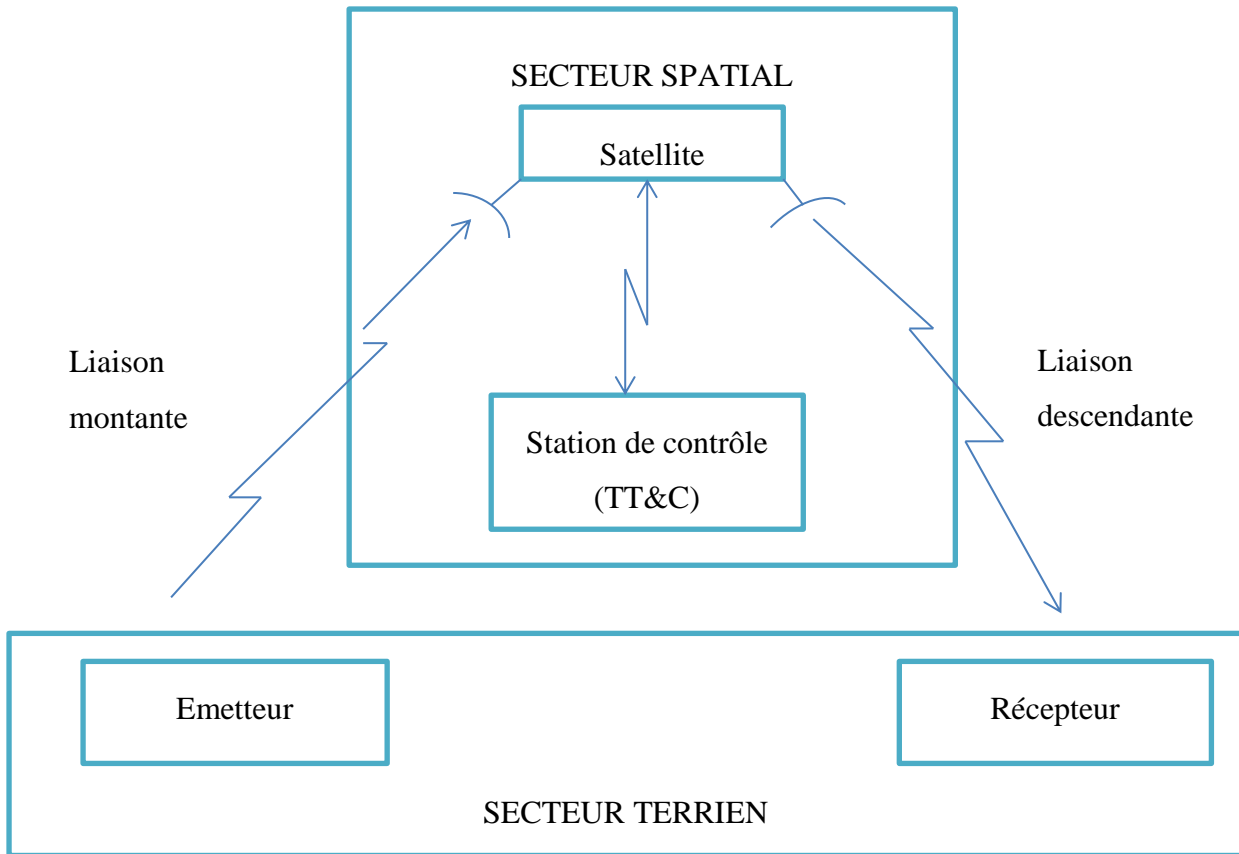 SECTEUR SPATIAL
Satellite
Liaison
montante
Liaison
descendante
Station de contrôle
(TT&C)
Emetteur
Récepteur
SECTEUR TERRIEN